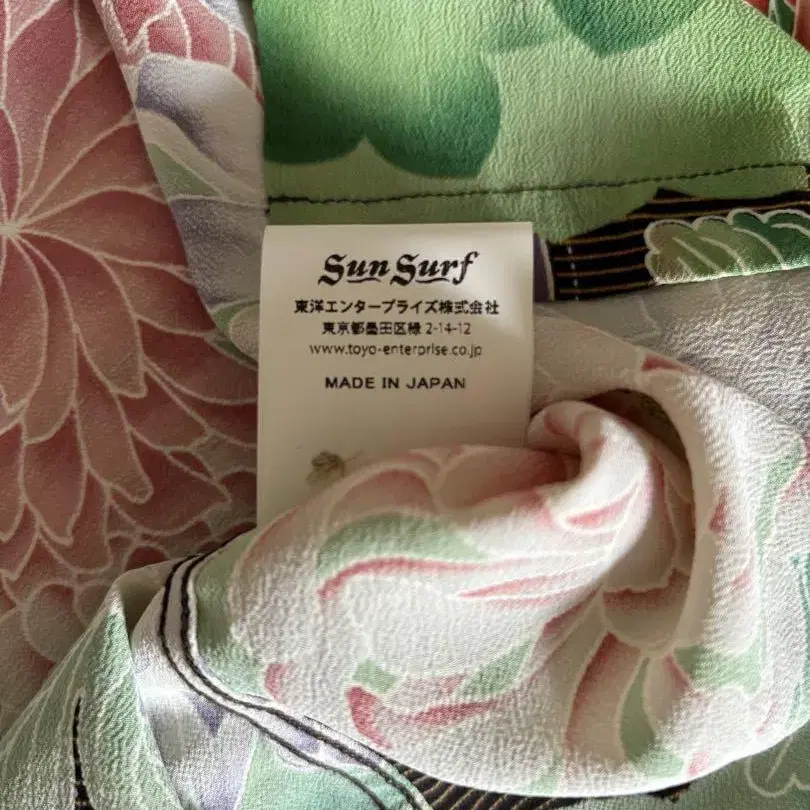 Sun Surf
東洋エンタープライズ株式会社
東京都墨田区緑 2-14-12
www.toyo-enterprise.co.jp
MADE IN JAPAN